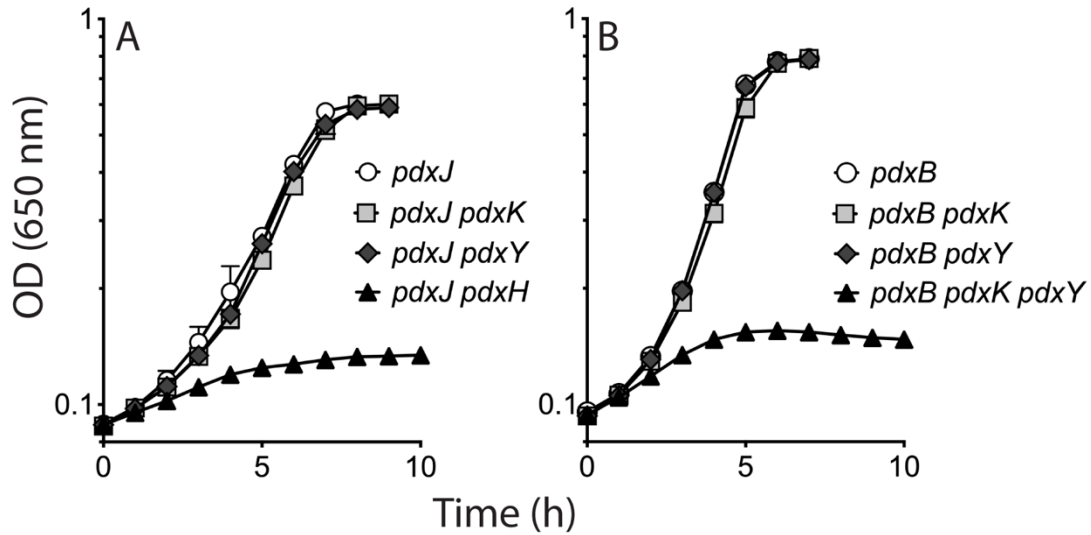 A
B
OD (650 nm)
1
0.1
0
5
10
pdxJ
pdxJ pdxK
pdxJ pdxY
pdxJ pdxH
1
0.1
0
5
10
pdxB
pdxB pdxK
pdxB pdxY
pdxB pdxK pdxY
Time (h)